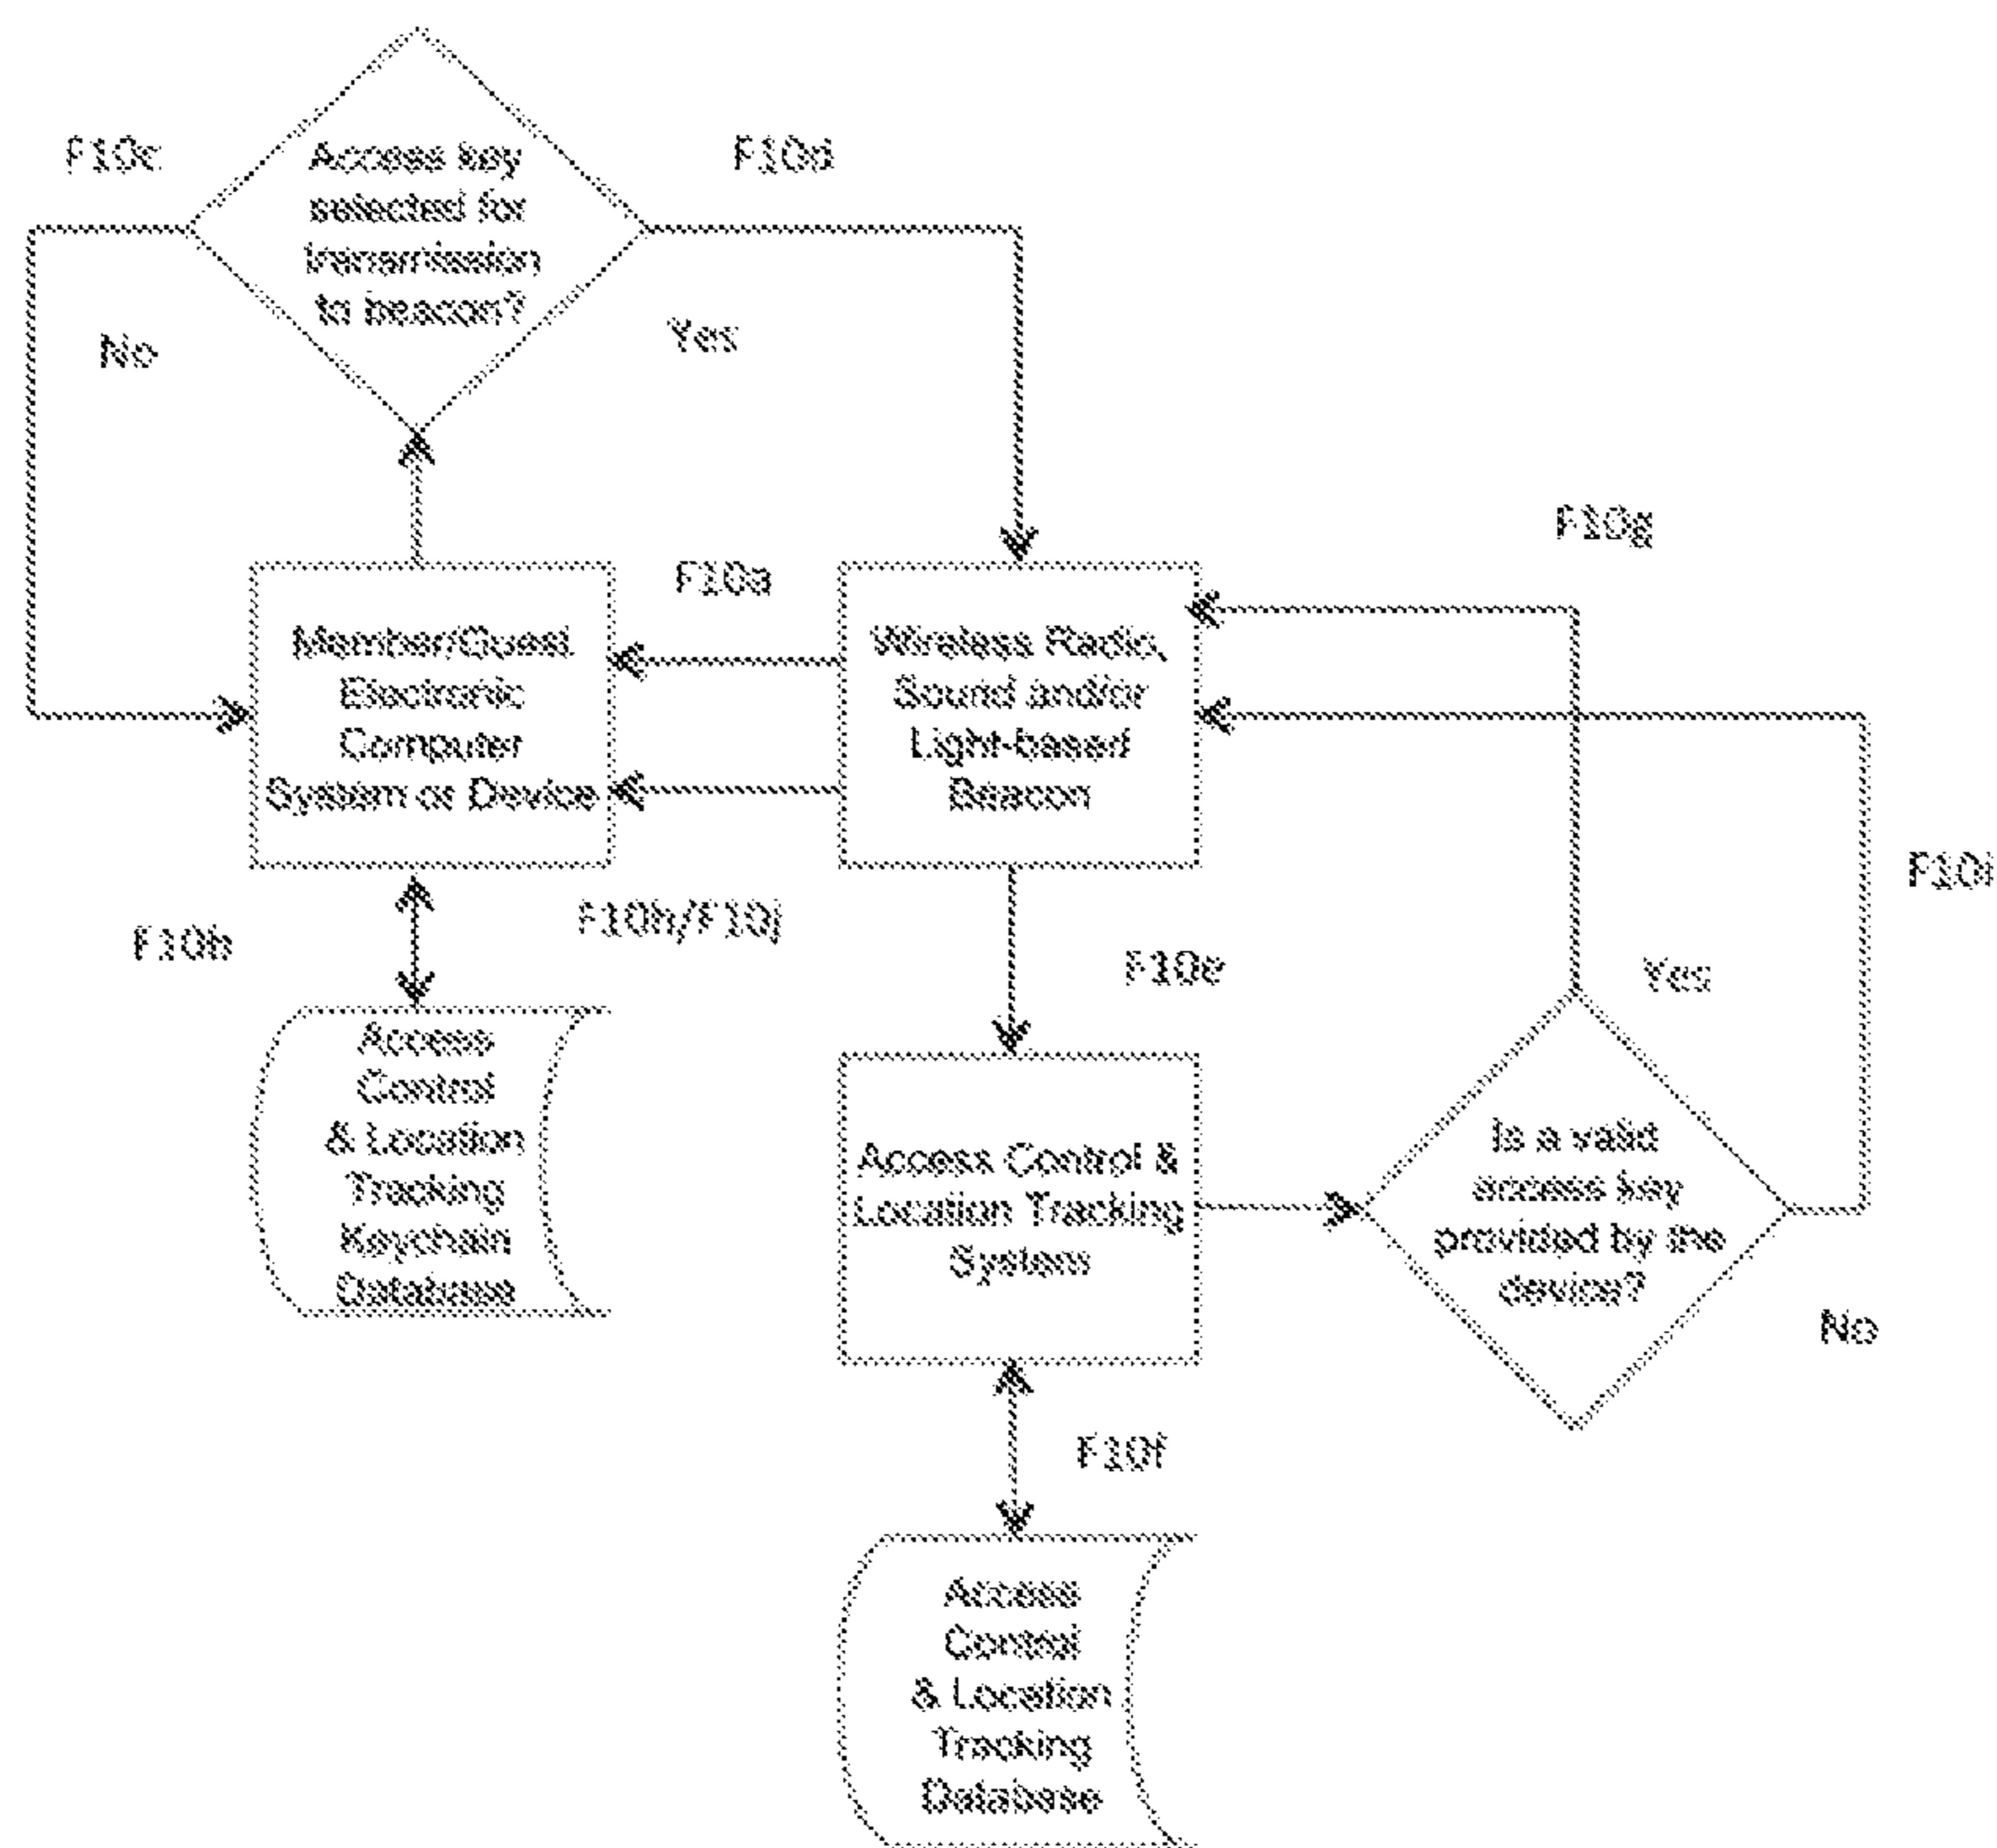 F10c
Access key
selected for
transmission
to beacon?
F10d
No
Yes
F10g
F10a
Member/Guest
Electronic
Computer
System or Device
Wireless Radio,
Sound and/or
Light-based
Beacon
F10i
F10b
F10h/F10j
F10e
Yes
Access
Control
& Location
Tracking
Keychain
Database
Access Control &
Location Tracking
System
Is a valid
access key
provided by the
device?
No
F10f
Access
Control
& Location
Tracking
Database